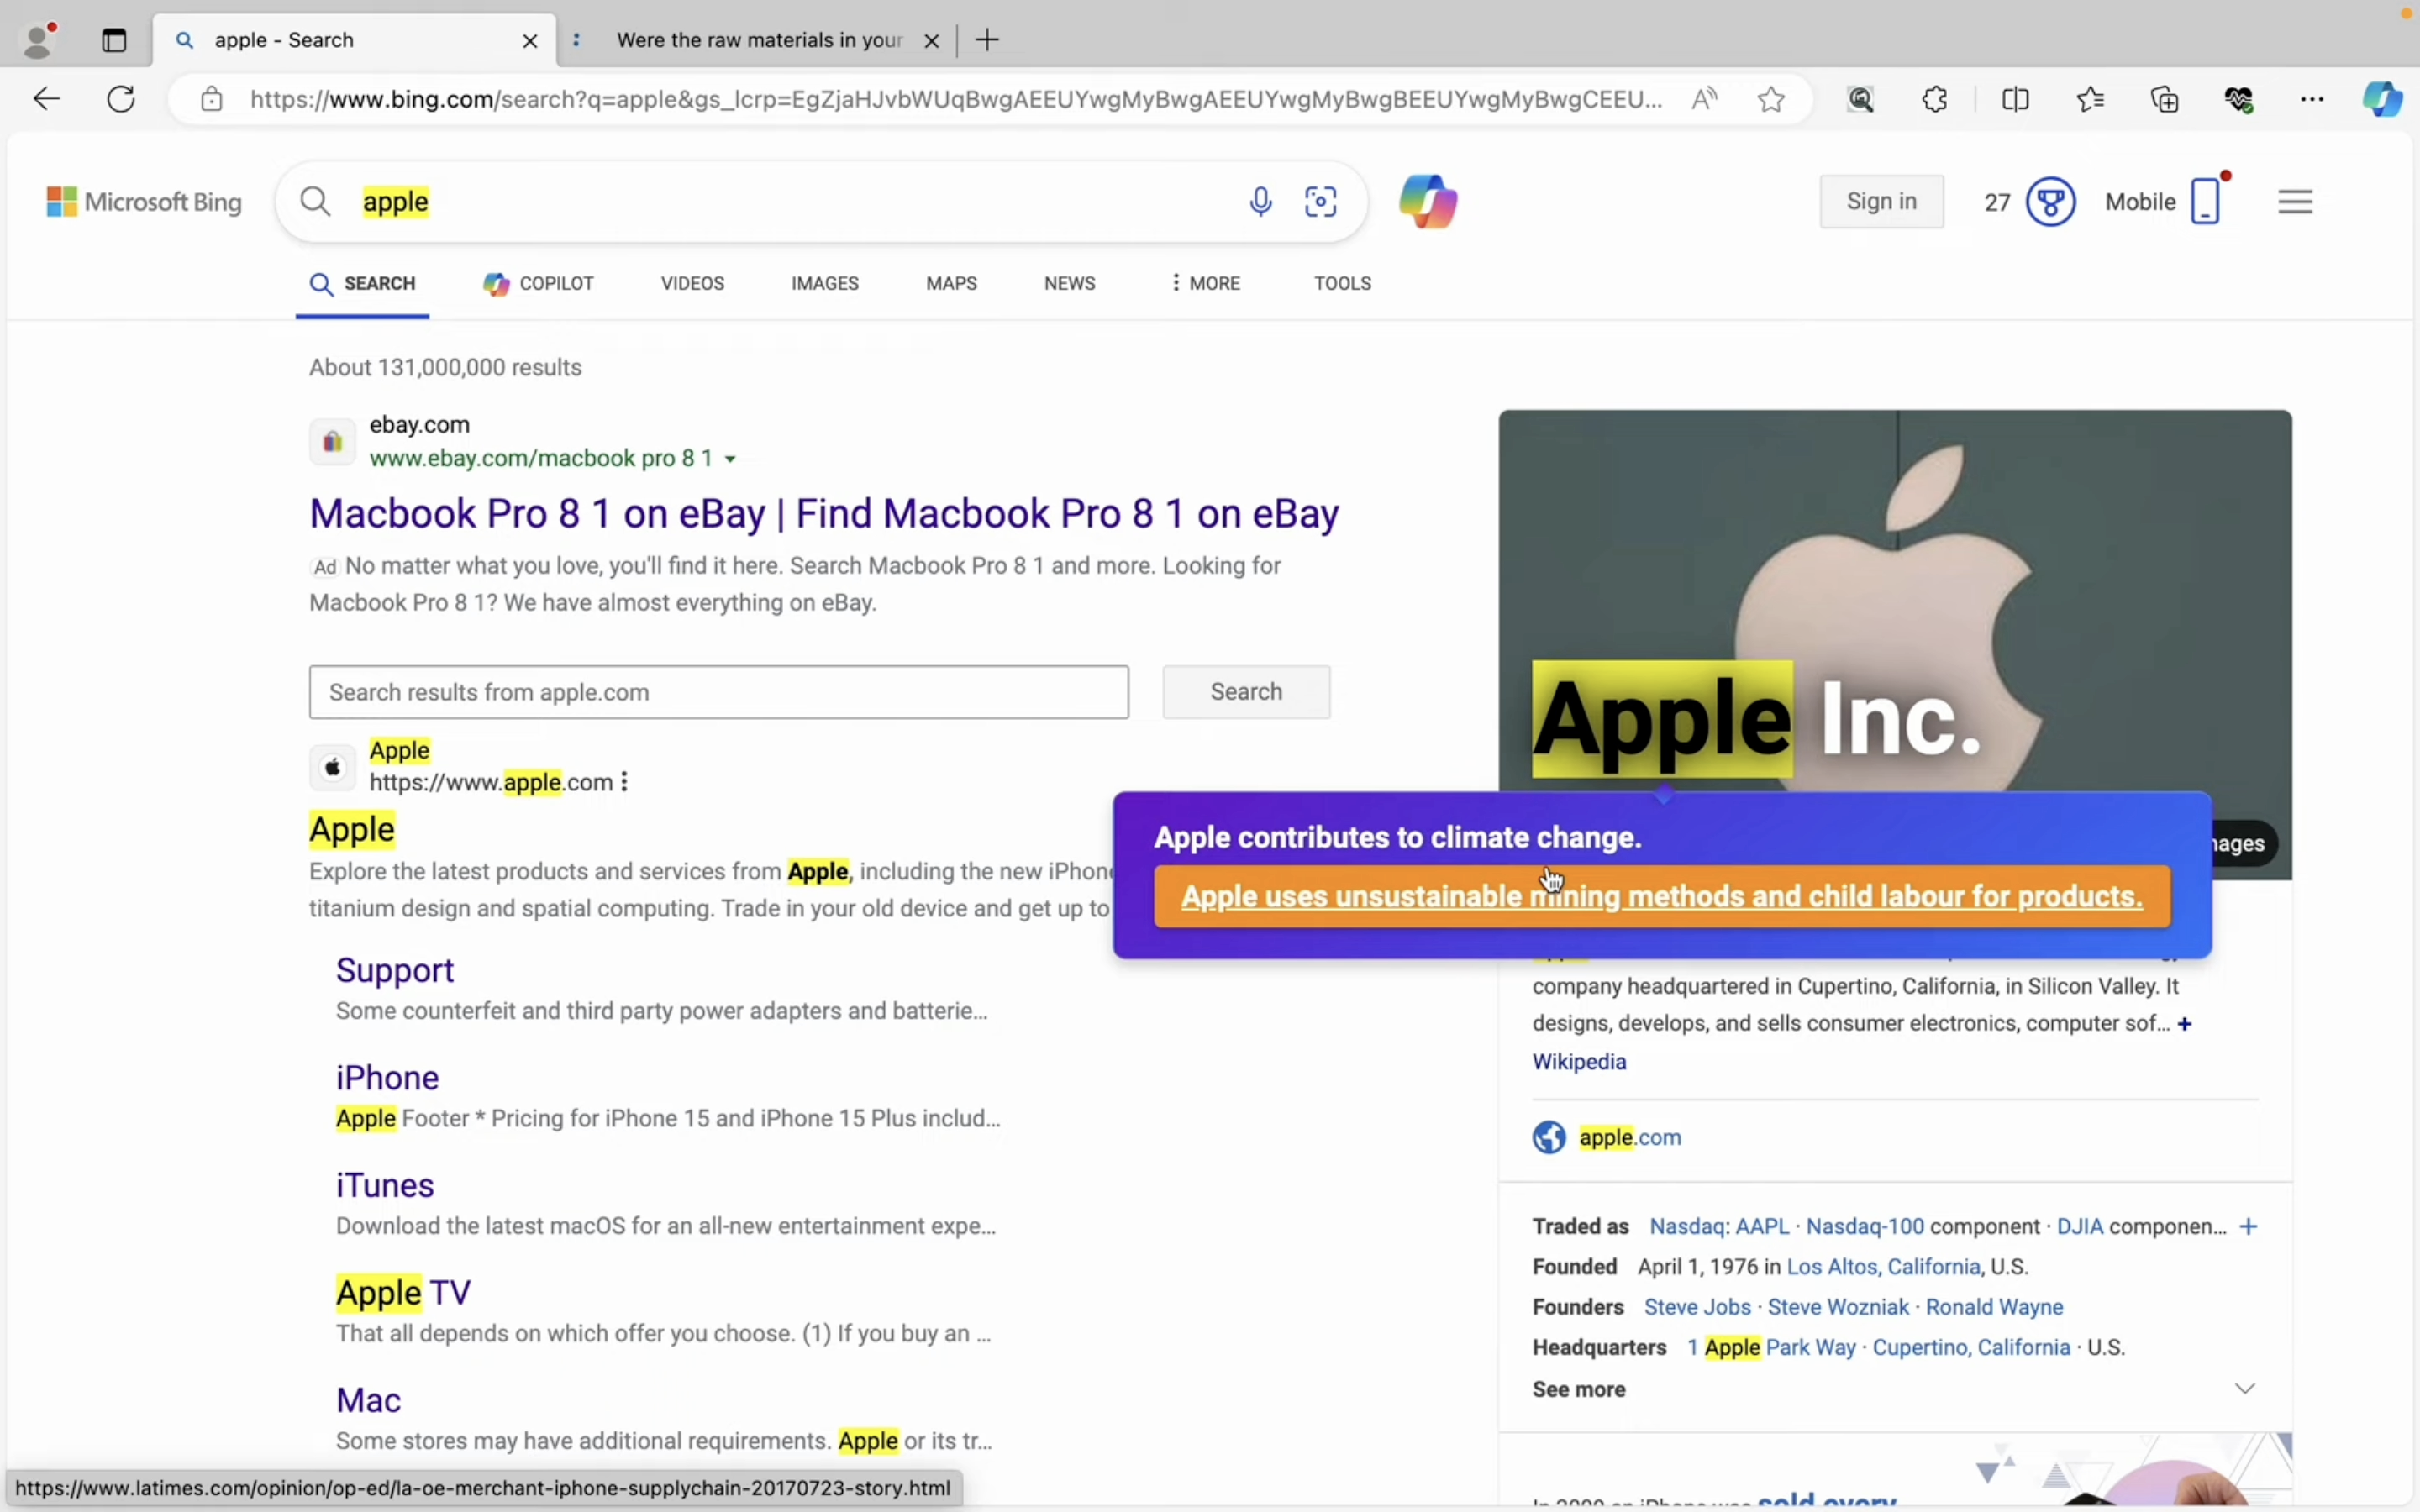 apple - Search
Were the raw materials in your
https://www.bing.com/search?q=apple&gs_lcrp=EgZjaHJvbWUqBwgAEEUYwgMyBwgAEEUYwgMyBwgBEEUYwgMyBwgCEEU...
Microsoft Bing
apple
Sign in
27
Mobile
SEARCH
COPILOT
VIDEOS
IMAGES
MAPS
NEWS
MORE
TOOLS
About 131,000,000 results
ebay.com
www.ebay.com/macbook pro 8 1
Macbook Pro 8 1 on eBay | Find Macbook Pro 8 1 on eBay
Ad No matter what you love, you'll find it here. Search Macbook Pro 8 1 and more. Looking for
Macbook Pro 8 1? We have almost everything on eBay.
Search results from apple.com
Search
Apple
https://www.apple.com
Apple
Explore the latest products and services from Apple, including the new iPhone
titanium design and spatial computing. Trade in your old device and get up to
Support
Some counterfeit and third party power adapters and batterie...
iPhone
Apple Footer * Pricing for iPhone 15 and iPhone 15 Plus includ...
iTunes
Download the latest macOS for an all-new entertainment expe...
Apple TV
That all depends on which offer you choose. (1) If you buy an ...
Mac
Some stores may have additional requirements. Apple or its tr...
Apple Inc.
Apple contributes to climate change.
Apple uses unsustainable mining methods and child labour for products.
company headquartered in Cupertino, California, in Silicon Valley. It
designs, develops, and sells consumer electronics, computer sof... +
Wikipedia
apple.com
Traded as Nasdaq: AAPL · Nasdaq-100 component · DJIA componen... +
Founded April 1, 1976 in Los Altos, California, U.S.
Founders Steve Jobs · Steve Wozniak · Ronald Wayne
Headquarters 1 Apple Park Way · Cupertino, California · U.S.
See more
sold every
https://www.latimes.com/opinion/op-ed/la-oe-merchant-iphone-supplychain-20170723-story.html